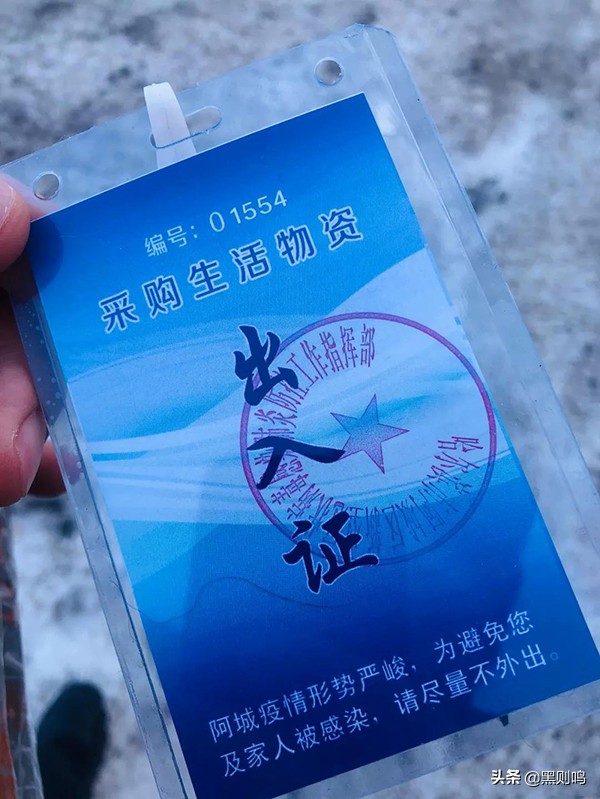 编号：01554
采购生活物资
出入证
工作指挥部
阿城疫情形势严峻，为避免您
及家人被感染，请尽量不外出。
头条 @黑则鸣